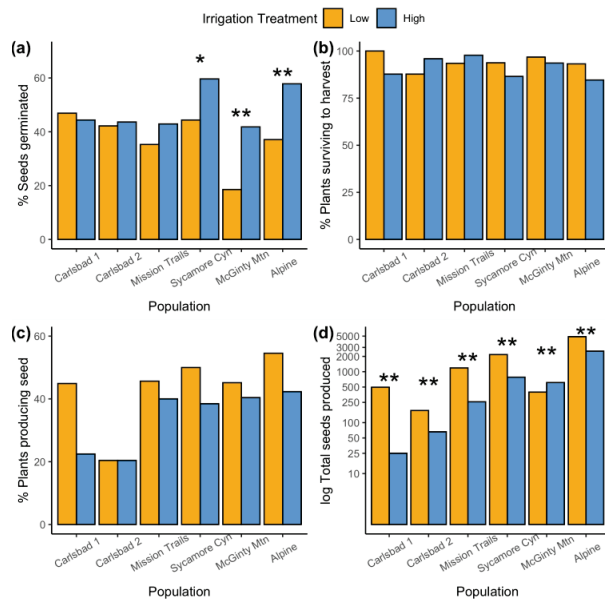 Irrigation Treatment Low High
(a)
% Seeds germinated
60
40
20
0
*
**
**
Carlsbad 1
Carlsbad 2
Mission Trails
Sycamore Cyn
McGinty Mtn
Alpine
Population
(b)
% Plants surviving to harvest
100
75
50
25
0
Carlsbad 1
Carlsbad 2
Mission Trails
Sycamore Cyn
McGinty Mtn
Alpine
Population
(c)
% Plants producing seed
60
40
20
0
Carlsbad 1
Carlsbad 2
Mission Trails
Sycamore Cyn
McGinty Mtn
Alpine
Population
(d)
log Total seeds produced
5000
3000
2000
1000
500
250
100
50
25
10
**
**
**
**
**
**
Carlsbad 1
Carlsbad 2
Mission Trails
Sycamore Cyn
McGinty Mtn
Alpine
Population